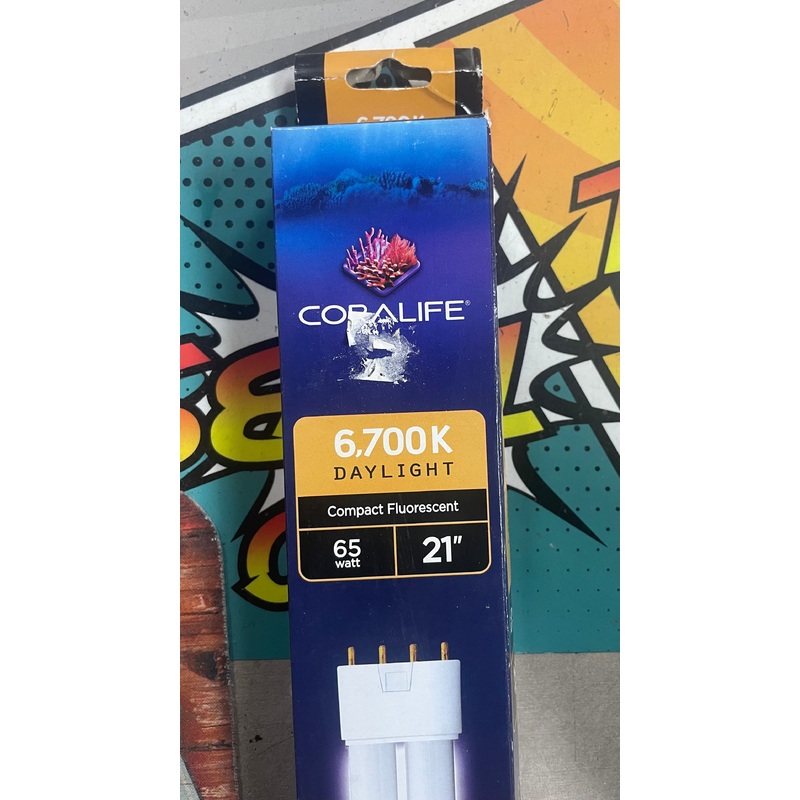 6,700K
CORALIFE®
6,700K
DAYLIGHT
Compact Fluorescent
65
watt
21"